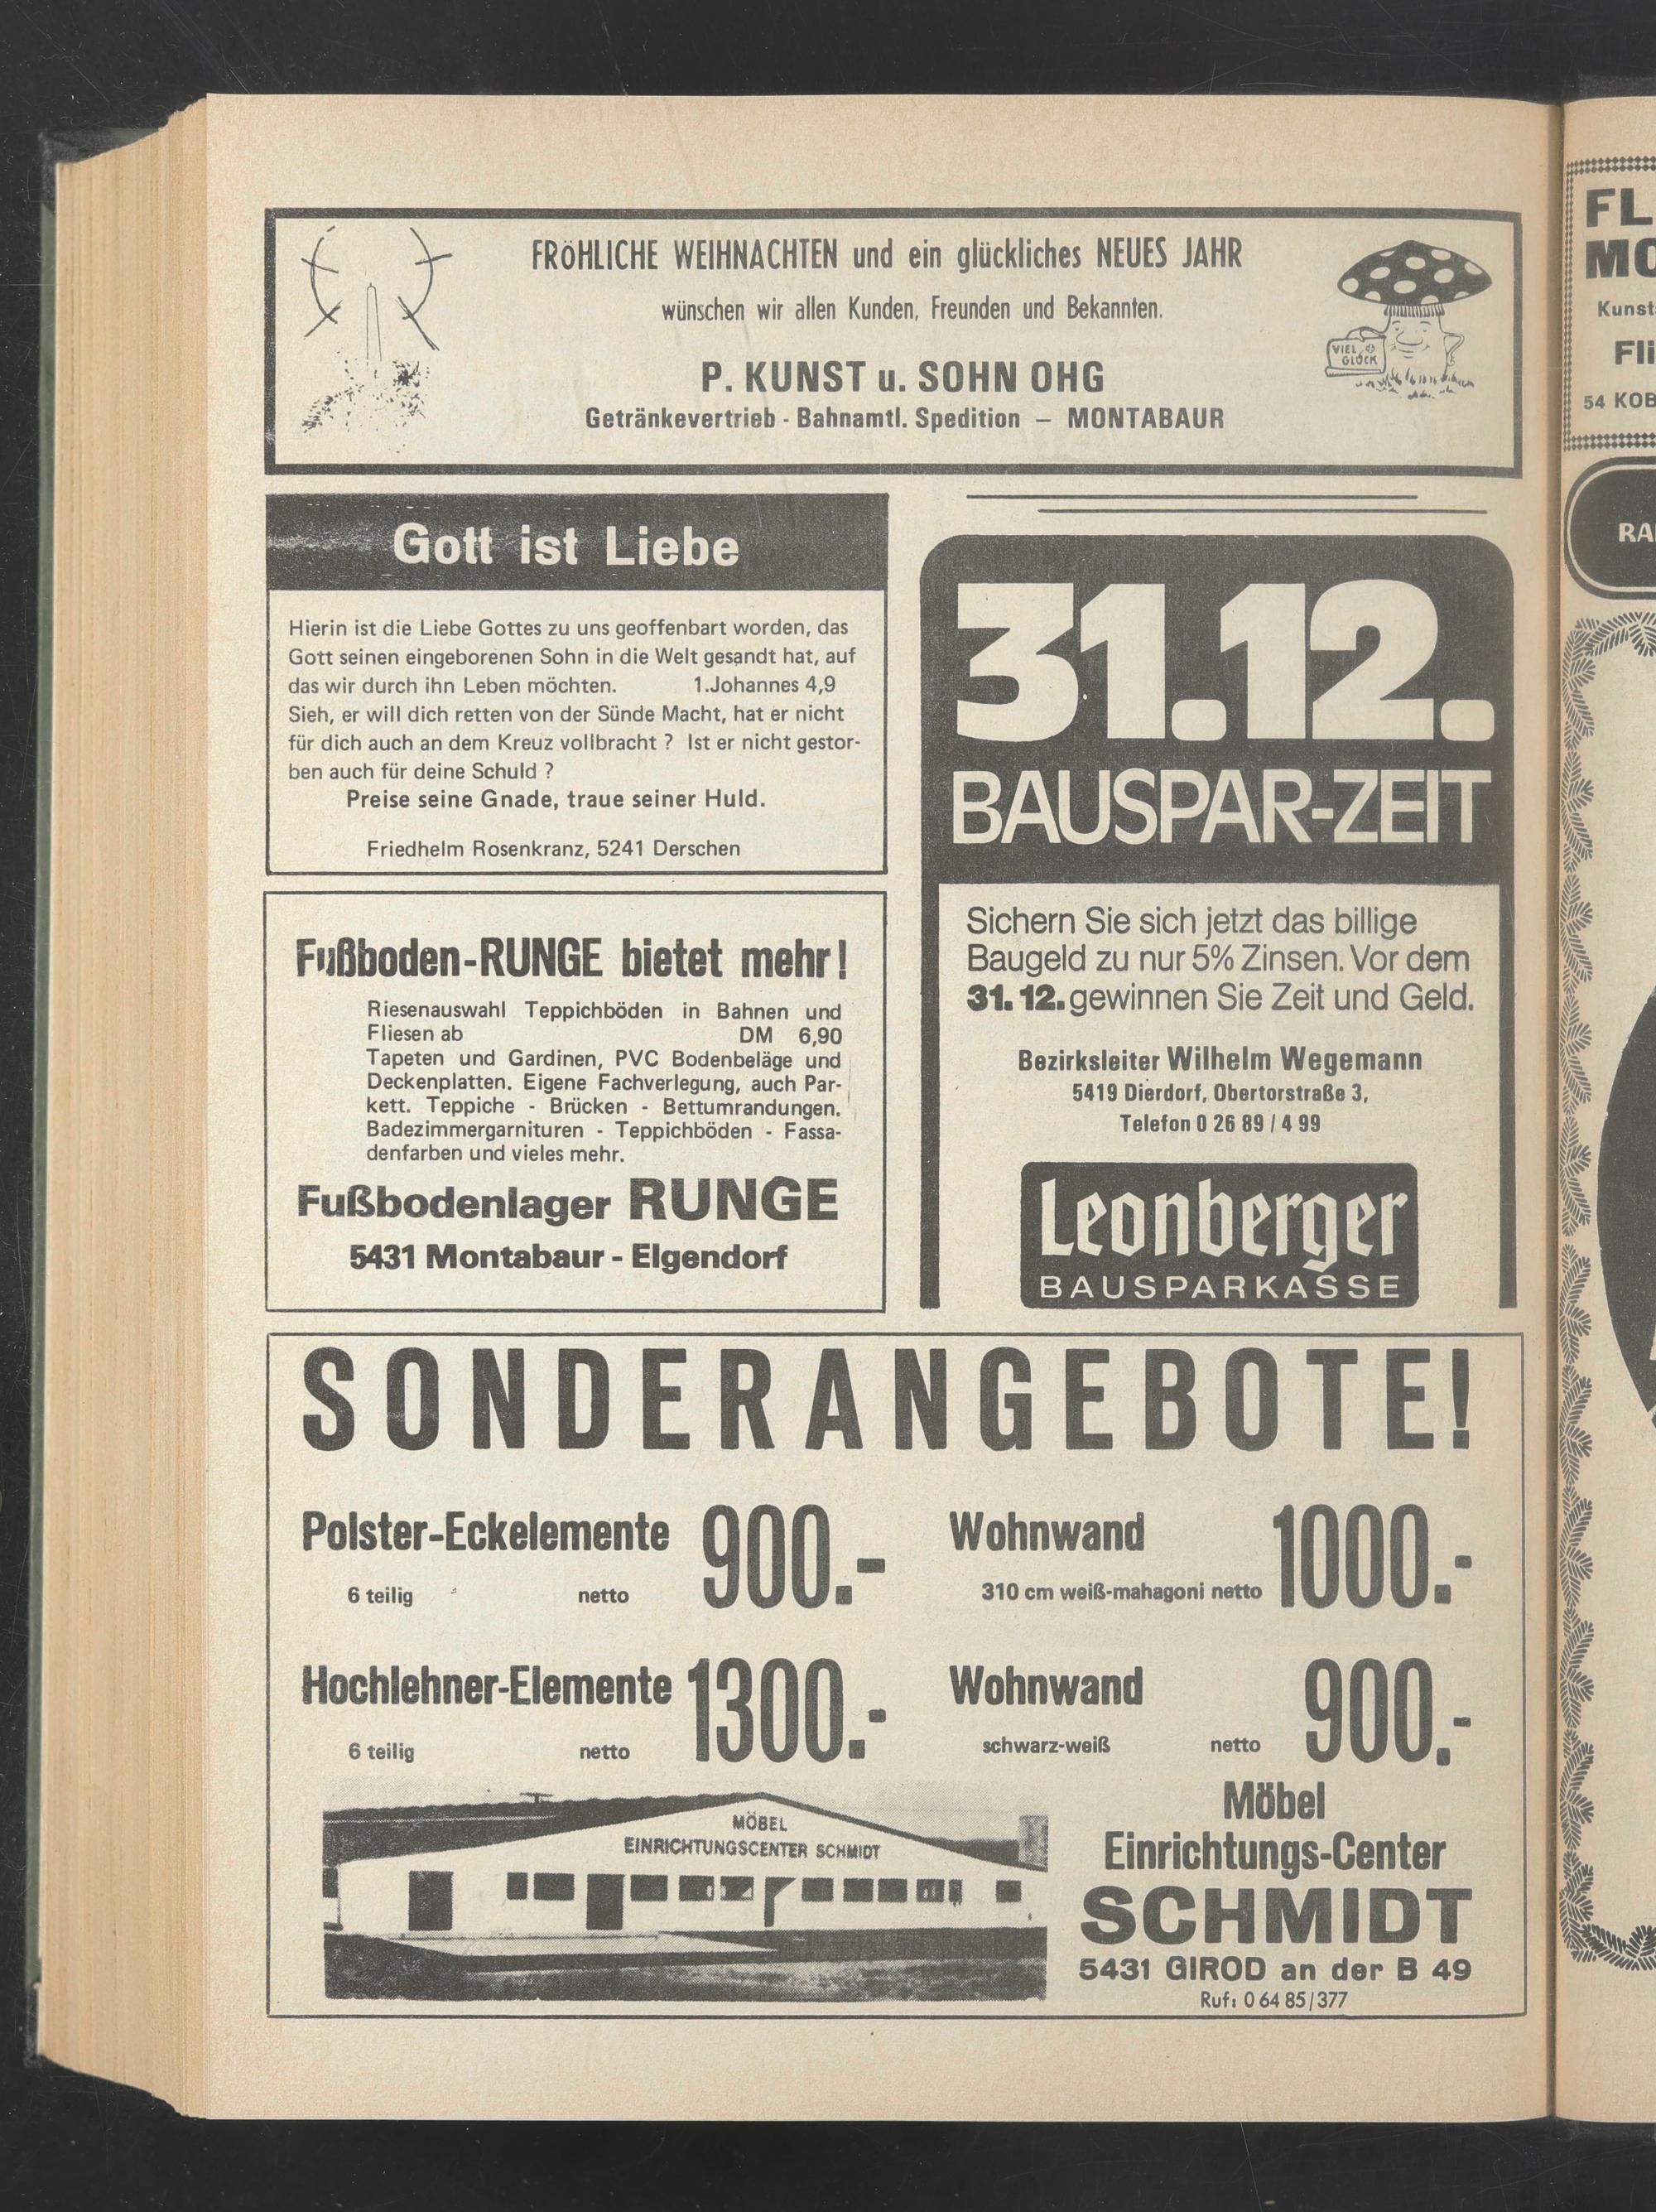 FRÖHLICHE WEIHNACHTEN und ein glückliches NEUES JAHR
wünschen wir allen Kunden, Freunden und Bekannten.
P. KUNST u. SOHN OHG
Getränkevertrieb - Bahnamtl. Spedition – MONTABAUR
VIEL
GLÜCK
Gott ist Liebe
Hierin ist die Liebe Gottes zu uns geoffenbart worden, das
Gott seinen eingeborenen Sohn in die Welt gesandt hat, auf
das wir durch ihn Leben möchten. 1.Johannes 4,9
Sieh, er will dich retten von der Sünde Macht, hat er nicht
für dich auch an dem Kreuz vollbracht ? Ist er nicht gestor-
ben auch für deine Schuld ?
Preise seine Gnade, traue seiner Huld.
Friedhelm Rosenkranz, 5241 Derschen
Fußboden-RUNGE bietet mehr!
Riesenauswahl Teppichböden in Bahnen und
Fliesen ab DM 6,90
Tapeten und Gardinen, PVC Bodenbeläge und
Deckenplatten. Eigene Fachverlegung, auch Par-
kett. Teppiche - Brücken - Bettumrandungen.
Badezimmergarnituren - Teppichböden - Fassa-
denfarben und vieles mehr.
Fußbodenlager RUNGE
5431 Montabaur - Elgendorf
31.12.
BAUSPAR-ZEIT
Sichern Sie sich jetzt das billige
Baugeld zu nur 5% Zinsen. Vor dem
31. 12. gewinnen Sie Zeit und Geld.
Bezirksleiter Wilhelm Wegemann
5419 Dierdorf, Obertorstraße 3,
Telefon 0 26 89 / 4 99
Leonberger
BAUSPARKASSE
SONDERANGEBOTE!
Polster-Eckelemente 900.-
6 teilig netto
Wohnwand 1000.-
310 cm weiß-mahagoni netto
Hochlehner-Elemente 1300.-
6 teilig netto
Wohnwand 900.-
schwarz-weiß netto
MÖBEL
EINRICHTUNGSCENTER SCHMIDT
Möbel
Einrichtungs-Center
SCHMIDT
5431 GIROD an der B 49
Ruf: 0 64 85 / 377
FL
MO
Kunst
Fli
54 KOB
RA